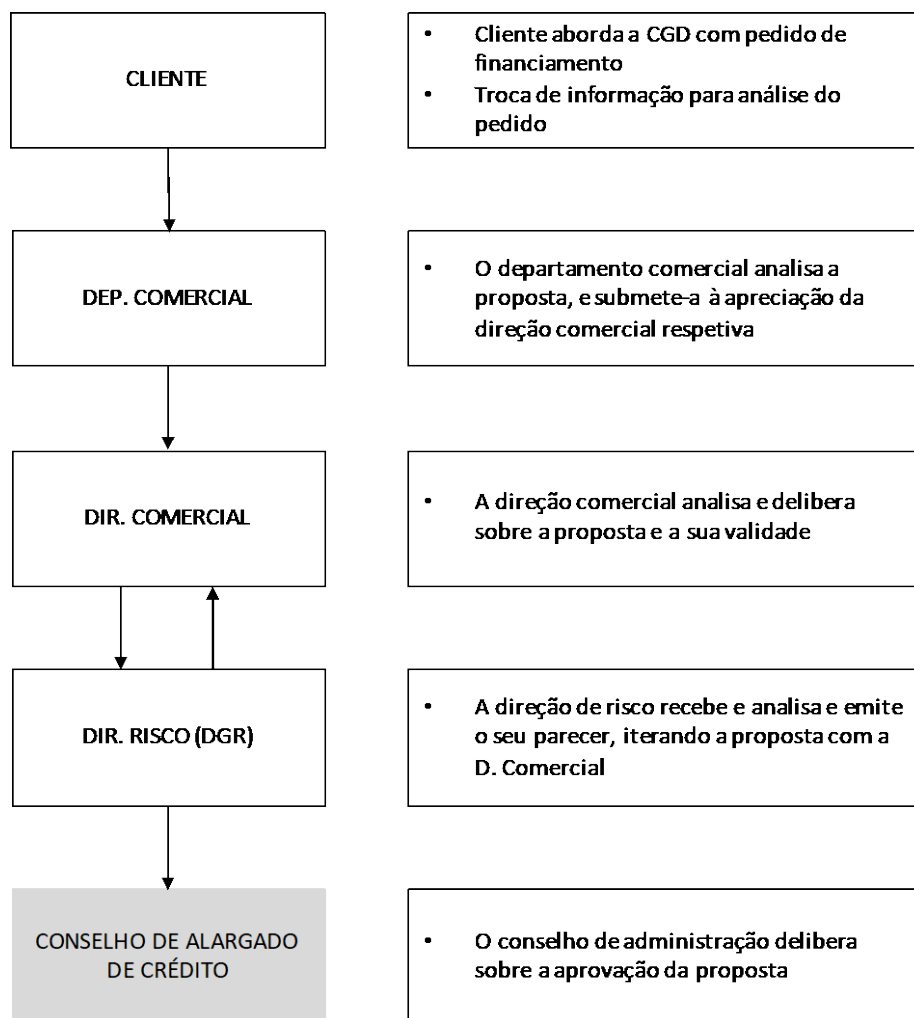 CLIENTE
• Cliente aborda a CGD com pedido de
financiamento
• Troca de informação para análise do
pedido
DEP. COMERCIAL
• O departamento comercial analisa a
proposta, e submete-a à apreciação da
direção comercial respetiva
DIR. COMERCIAL
• A direção comercial analisa e delibera
sobre a proposta e a sua validade
DIR. RISCO (DGR)
• A direção de risco recebe e analisa e emite
o seu parecer, iterando a proposta com a
D. Comercial
CONSELHO DE ALARGADO
DE CRÉDITO
• O conselho de administração delibera
sobre a aprovação da proposta